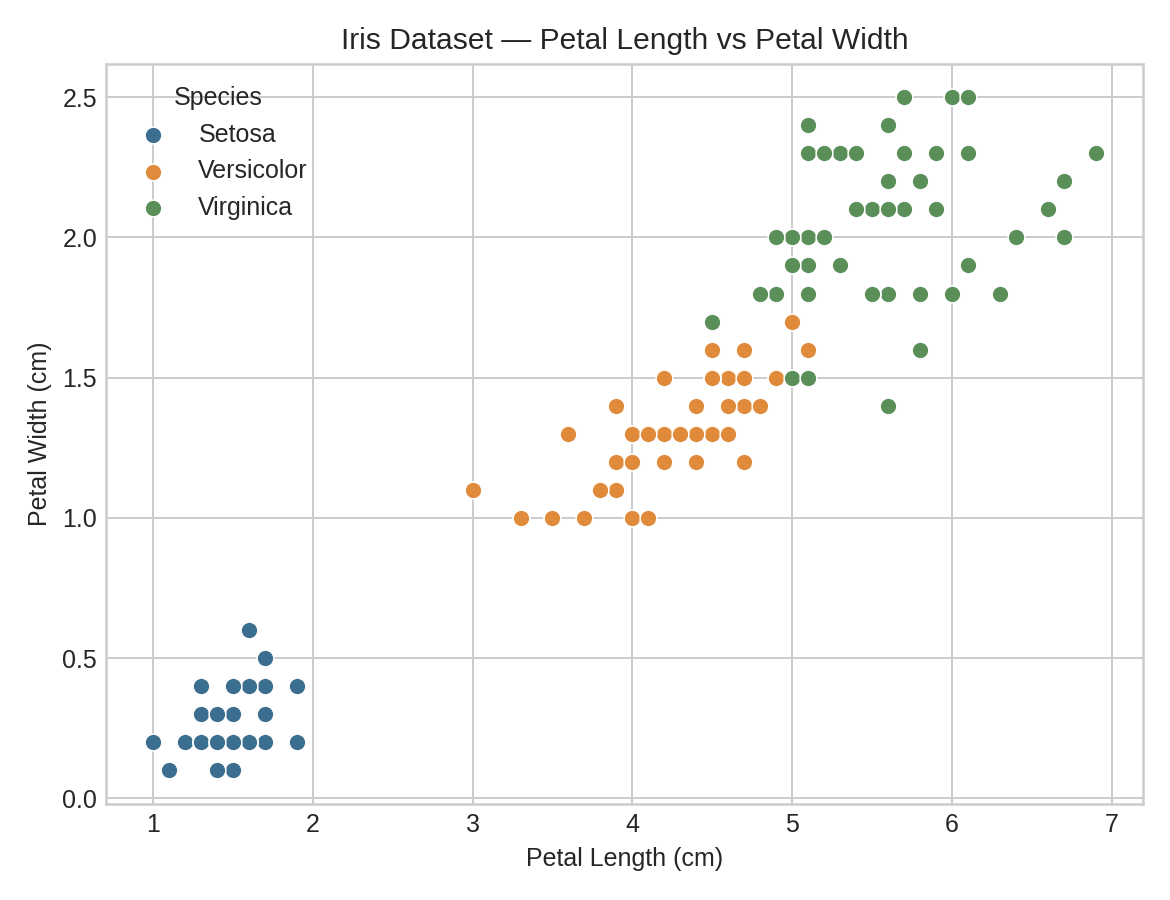 Iris Dataset — Petal Length vs Petal Width
Species
Setosa
Versicolor
Virginica
Petal Width (cm)
2.5
2.0
1.5
1.0
0.5
0.0
1 2 3 4 5 6 7
Petal Length (cm)